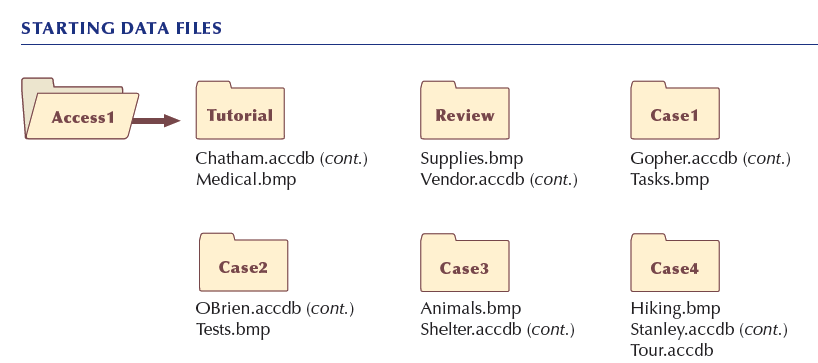 STARTING DATA FILES
Access1
Tutorial
Chatham.accdb (cont.)
Medical.bmp
Review
Supplies.bmp
Vendor.accdb (cont.)
Case1
Gopher.accdb (cont.)
Tasks.bmp
Case2
OBrien.accdb (cont.)
Tests.bmp
Case3
Animals.bmp
Shelter.accdb (cont.)
Case4
Hiking.bmp
Stanley.accdb (cont.)
Tour.accdb